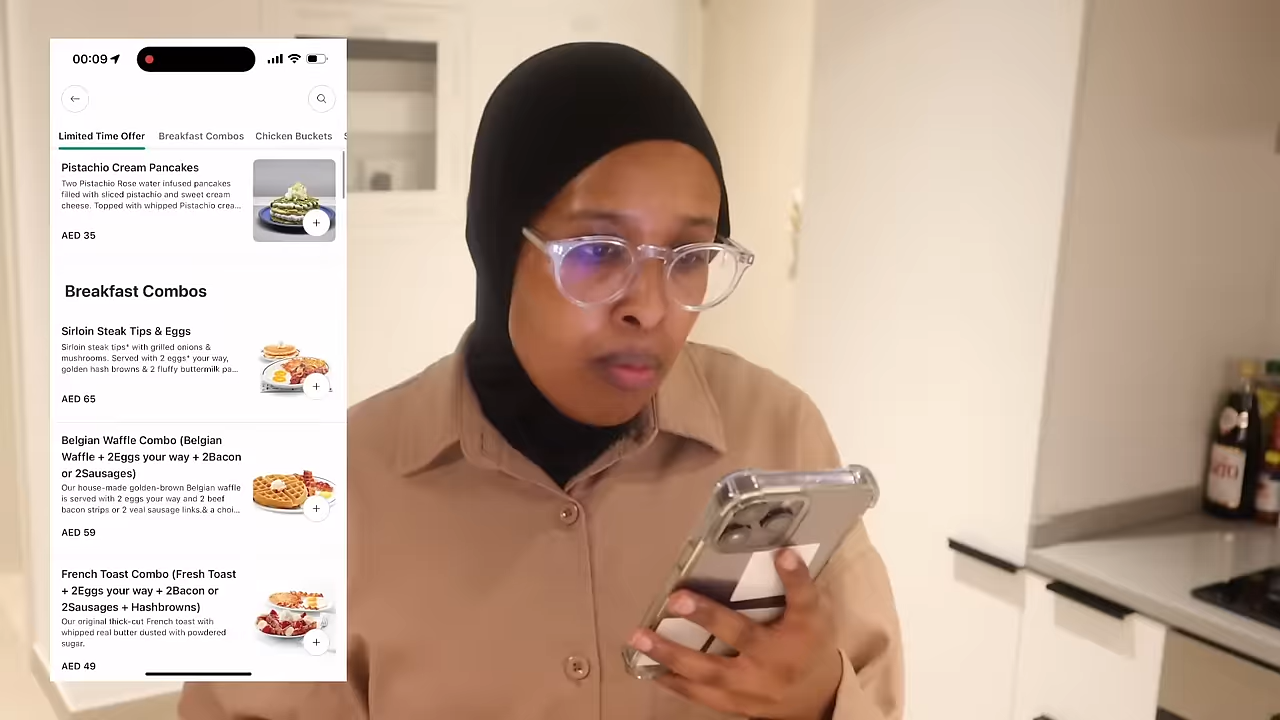 00:09
Limited Time Offer Breakfast Combos Chicken Buckets
Pistachio Cream Pancakes
Two Pistachio Rose water infused pancakes
filled with sliced pistachio and sweet cream
cheese. Topped with whipped Pistachio crea...
AED 35
Breakfast Combos
Sirloin Steak Tips & Eggs
Sirloin steak tips* with grilled onions &
mushrooms. Served with 2 eggs* your way,
golden hash browns & 2 fluffy buttermilk pa...
AED 65
Belgian Waffle Combo (Belgian
Waffle + 2Eggs your way + 2Bacon
or 2Sausages)
Our house-made golden-brown Belgian waffle
is served with 2 eggs your way and 2 beef
bacon strips or 2 veal sausage links.& a choi...
AED 59
French Toast Combo (Fresh Toast
+ 2Eggs your way + 2Bacon or
2Sausages + Hashbrowns)
Our original thick-cut French toast with
whipped real butter dusted with powdered
sugar.
AED 49